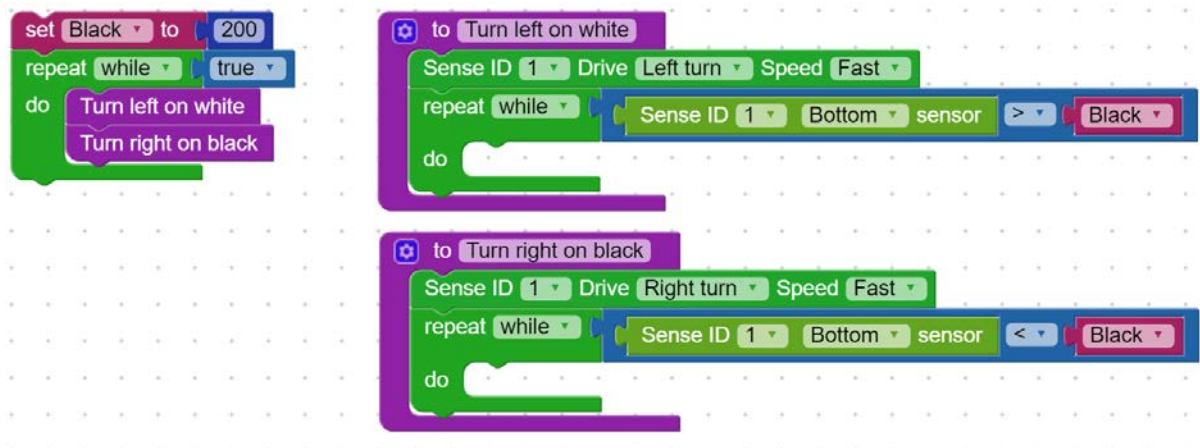 set Black to 200
repeat while true
do Turn left on white
Turn right on black
to Turn left on white
Sense ID 1 Drive Left turn Speed Fast
repeat while Sense ID 1 Bottom sensor > Black
do
to Turn right on black
Sense ID 1 Drive Right turn Speed Fast
repeat while Sense ID 1 Bottom sensor < Black
do